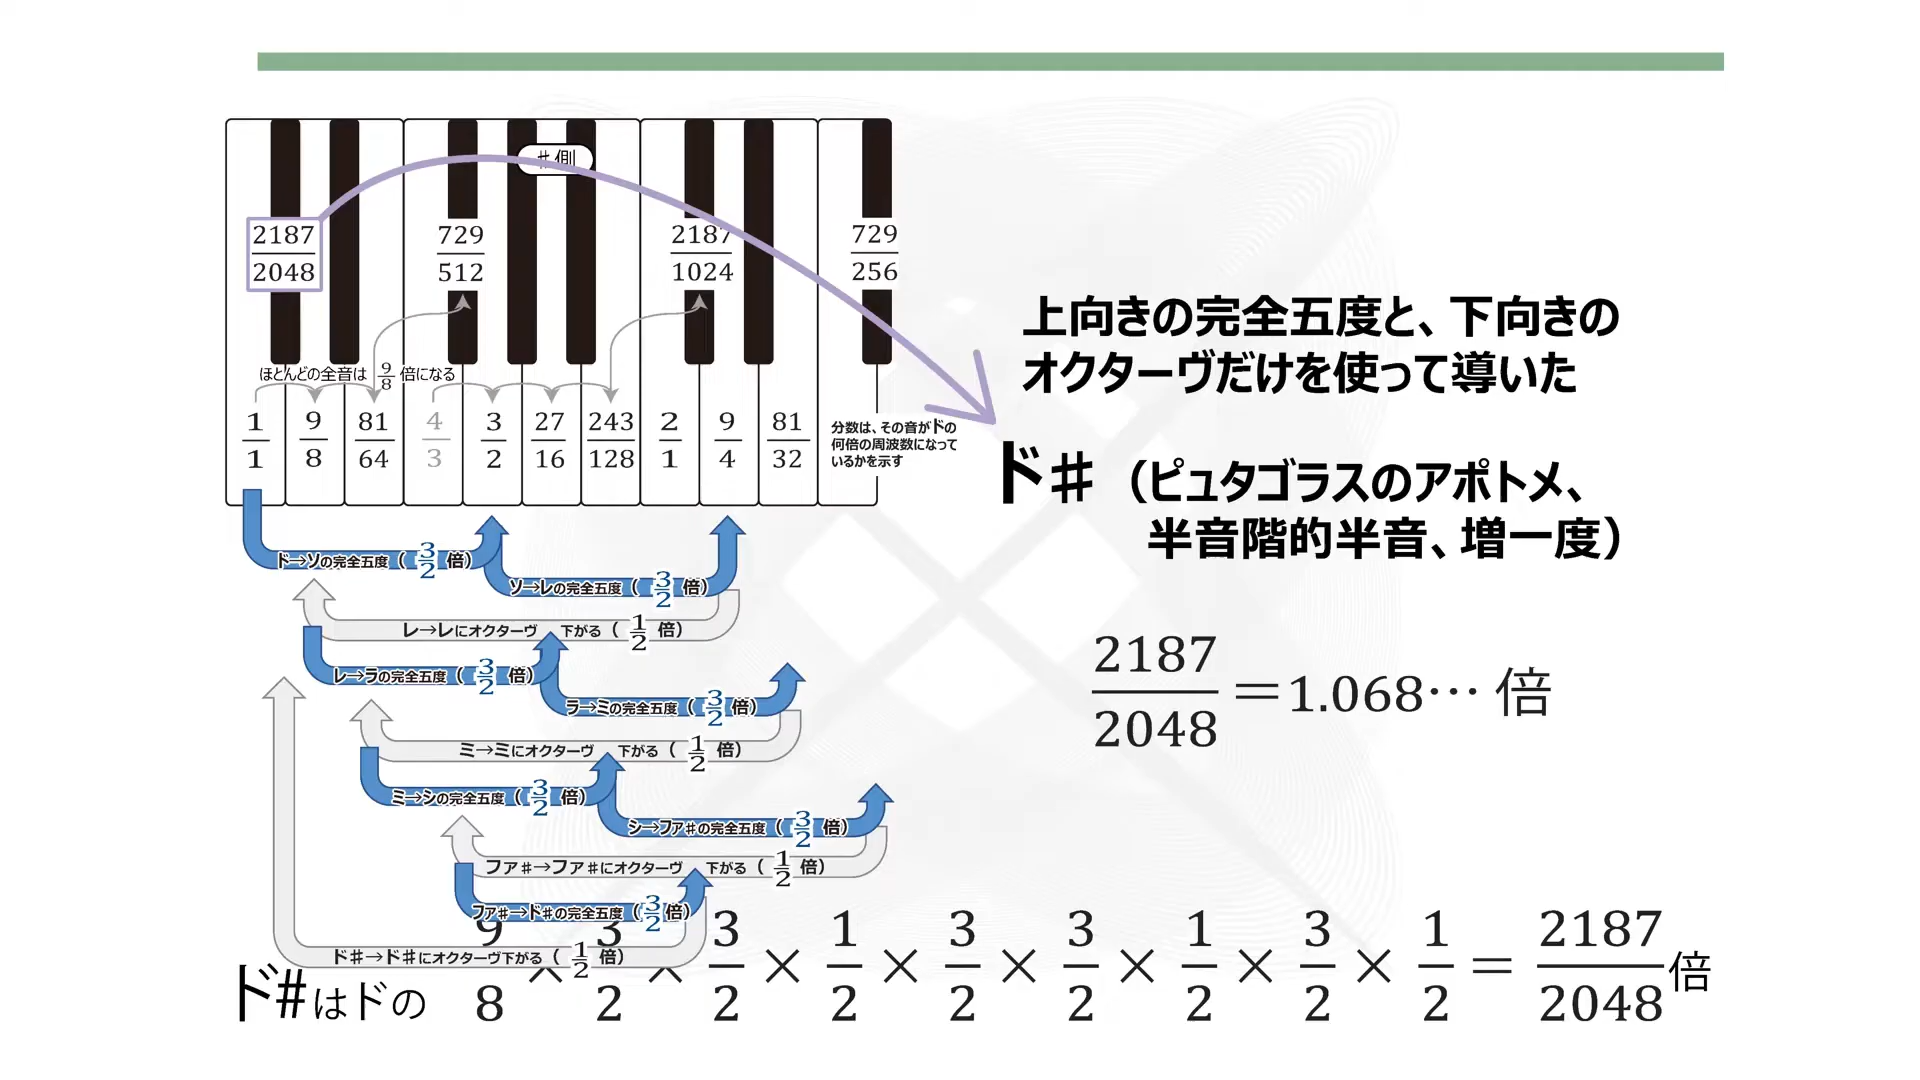 ♯側
2187/2048
729/512
2187/1024
729/256
ほとんどの全音は 9/8 倍になる
1/1 9/8 81/64 4/3 3/2 27/16 243/128 2/1 9/4 81/32
分数は、その音がドの
何倍の周波数になって
いるかを示す
上向きの完全五度と、下向きの
オクターヴだけを使って導いた
ド♯（ピュタゴラスのアポトメ、
半音階的半音、増一度）
2187/2048＝1.068… 倍
ド→ソの完全五度（3/2倍）
ソ→レの完全五度（3/2倍）
レ→レにオクターヴ 下がる（1/2倍）
レ→ラの完全五度（3/2倍）
ラ→ミの完全五度（3/2倍）
ミ→ミにオクターヴ 下がる（1/2倍）
ミ→シの完全五度（3/2倍）
シ→ファ♯の完全五度（3/2倍）
ファ♯→ファ♯にオクターヴ 下がる（1/2倍）
ファ♯→ド♯の完全五度（3/2倍）
ド♯→ド♯にオクターヴ下がる（1/2倍）
ド♯はドの 9/8 × 3/2 × 3/2 × 1/2 × 3/2 × 3/2 × 1/2 × 3/2 × 1/2 ＝ 2187/2048倍